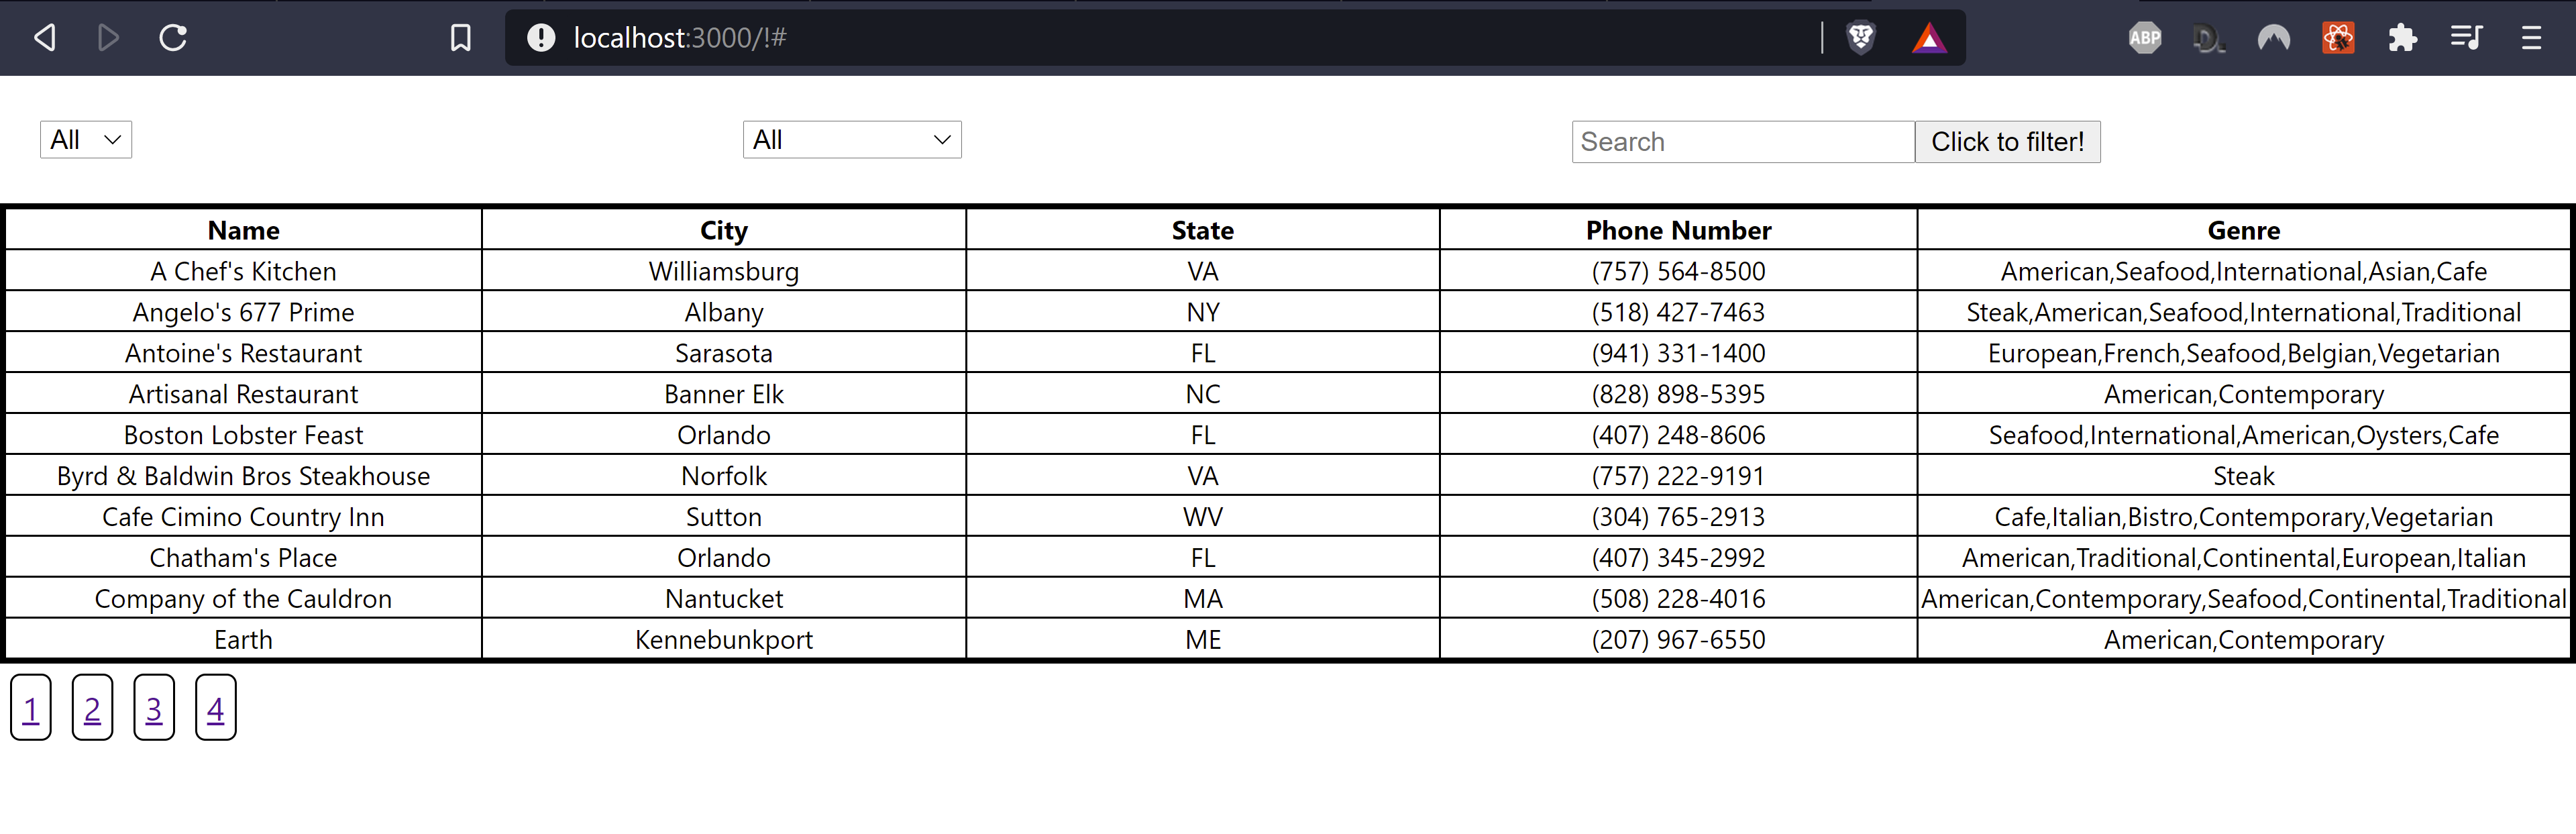 localhost:3000/!#
ABP
All All Search Click to filter!
Name City State Phone Number Genre
A Chef's Kitchen Williamsburg VA (757) 564-8500 American,Seafood,International,Asian,Cafe
Angelo's 677 Prime Albany NY (518) 427-7463 Steak,American,Seafood,International,Traditional
Antoine's Restaurant Sarasota FL (941) 331-1400 European,French,Seafood,Belgian,Vegetarian
Artisanal Restaurant Banner Elk NC (828) 898-5395 American,Contemporary
Boston Lobster Feast Orlando FL (407) 248-8606 Seafood,International,American,Oysters,Cafe
Byrd & Baldwin Bros Steakhouse Norfolk VA (757) 222-9191 Steak
Cafe Cimino Country Inn Sutton WV (304) 765-2913 Cafe,Italian,Bistro,Contemporary,Vegetarian
Chatham's Place Orlando FL (407) 345-2992 American,Traditional,Continental,European,Italian
Company of the Cauldron Nantucket MA (508) 228-4016 American,Contemporary,Seafood,Continental,Traditional
Earth Kennebunkport ME (207) 967-6550 American,Contemporary
1 2 3 4